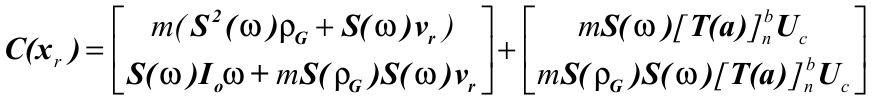 C(x_r) = [ m( S²(ω)ρ_G + S(ω)v_r ) ; S(ω)I_oω + mS(ρ_G)S(ω)v_r ] + [ mS(ω)[T(a)]_n^b U_c ; mS(ρ_G)S(ω)[T(a)]_n^b U_c ]